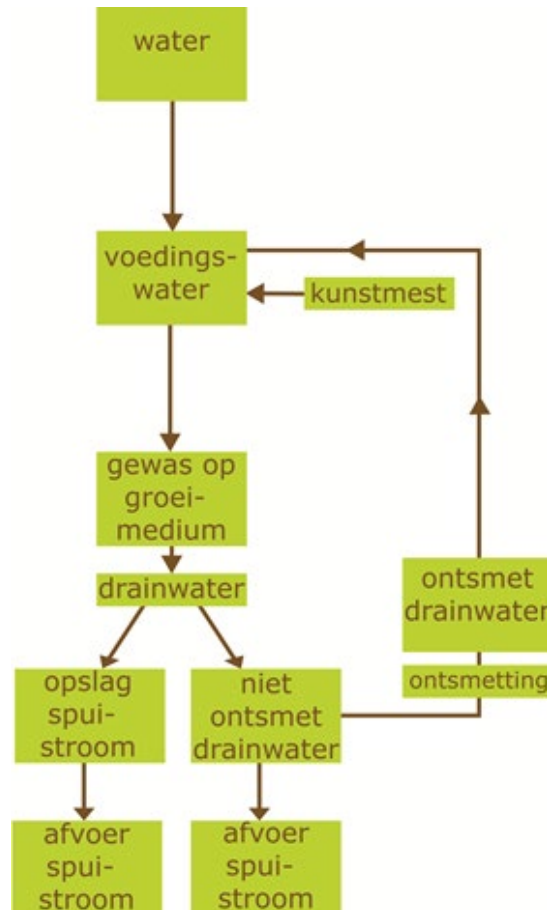 water
voedings-
water
kunstmest
gewas op
groei-
medium
drainwater
ontsmet
drainwater
ontsmetting
opslag
spui-
stroom
niet
ontsmet
drainwater
afvoer
spui-
stroom
afvoer
spui-
stroom